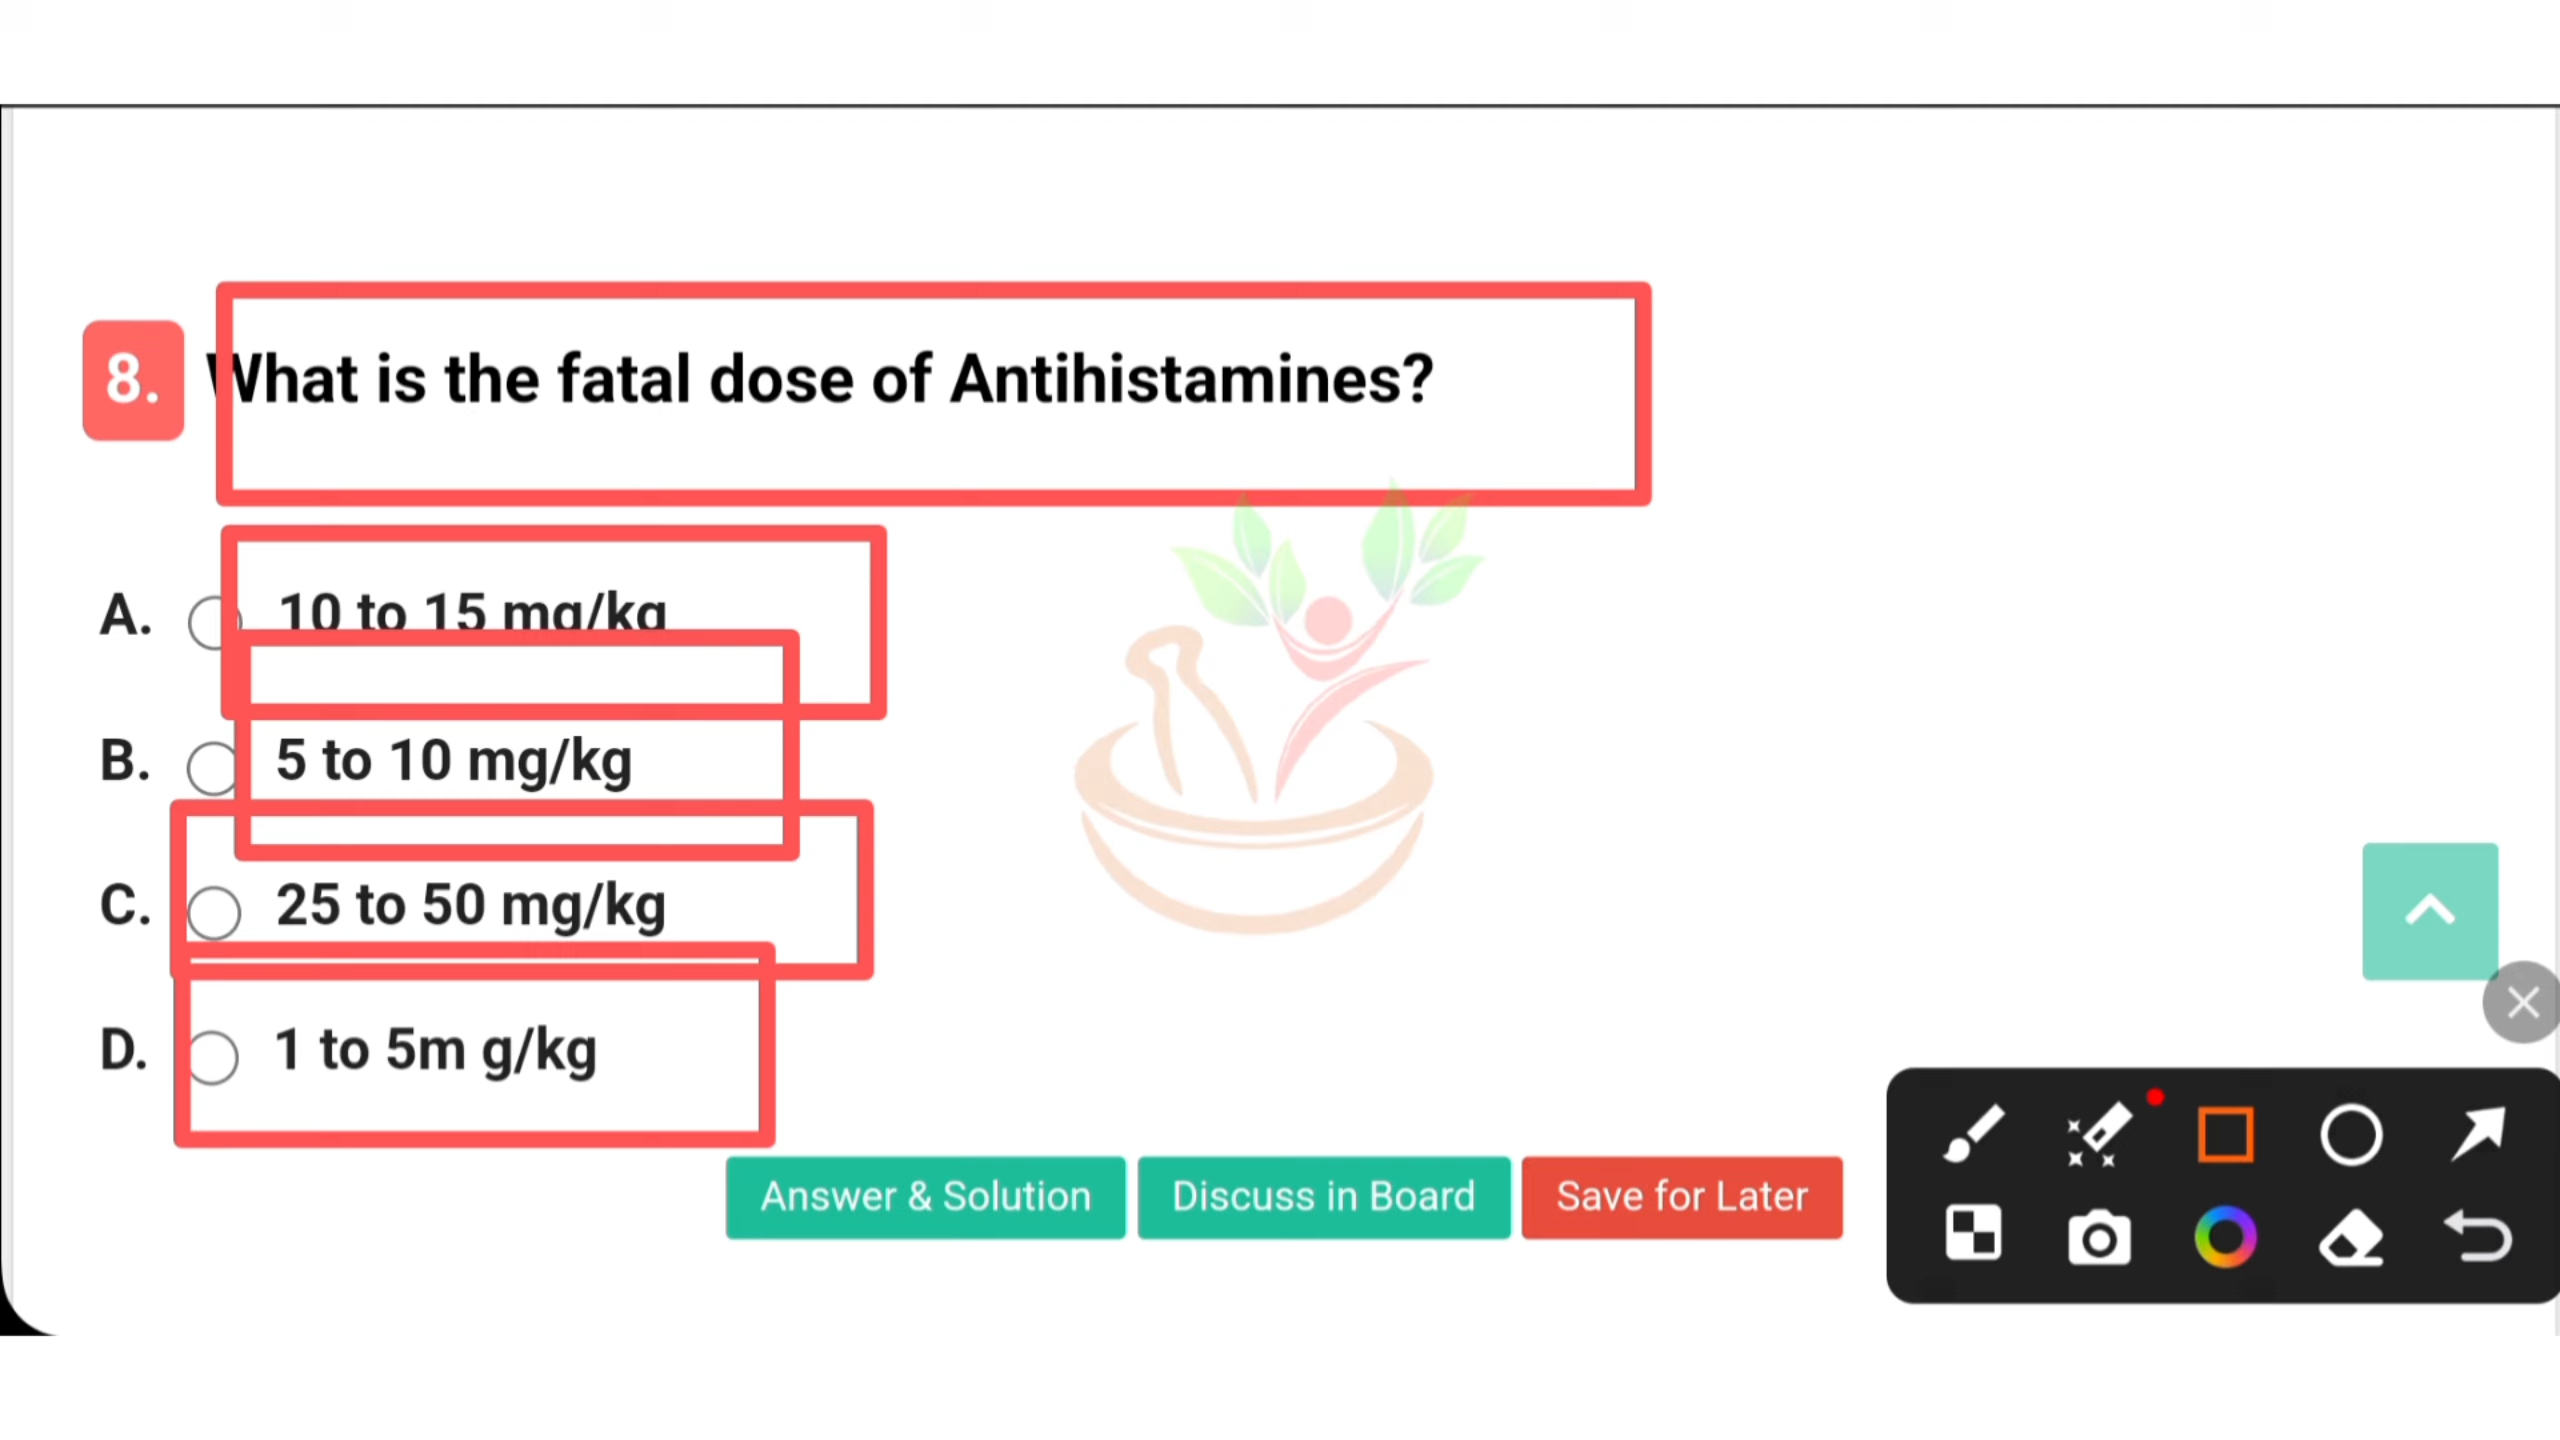 8. What is the fatal dose of Antihistamines?
A. 10 to 15 mg/kg
B. 5 to 10 mg/kg
C. 25 to 50 mg/kg
D. 1 to 5m g/kg
Answer & Solution Discuss in Board Save for Later